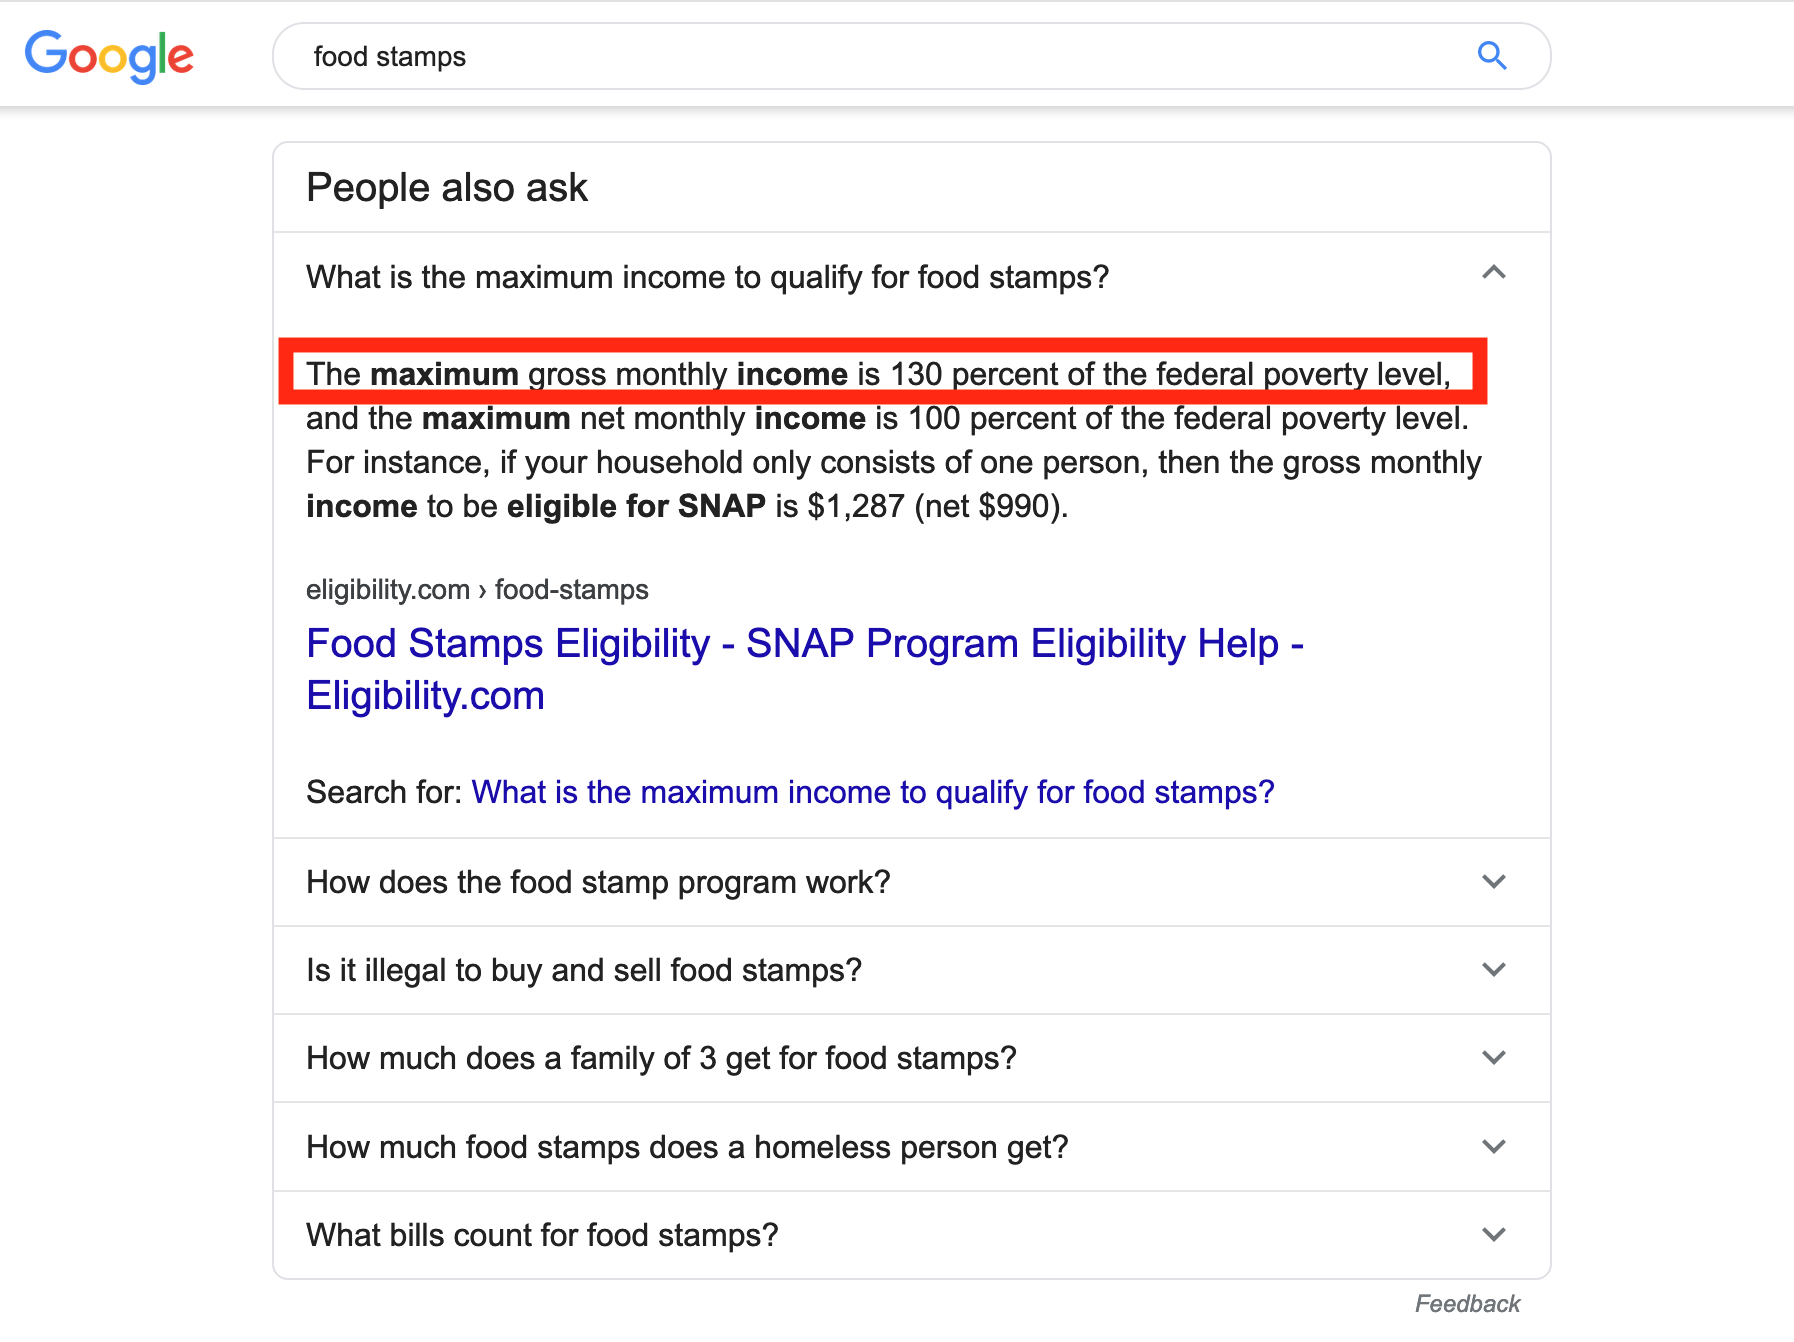 Google
food stamps
People also ask
What is the maximum income to qualify for food stamps?
The maximum gross monthly income is 130 percent of the federal poverty level,
and the maximum net monthly income is 100 percent of the federal poverty level.
For instance, if your household only consists of one person, then the gross monthly
income to be eligible for SNAP is $1,287 (net $990).
eligibility.com › food-stamps
Food Stamps Eligibility - SNAP Program Eligibility Help -
Eligibility.com
Search for: What is the maximum income to qualify for food stamps?
How does the food stamp program work?
Is it illegal to buy and sell food stamps?
How much does a family of 3 get for food stamps?
How much food stamps does a homeless person get?
What bills count for food stamps?
Feedback